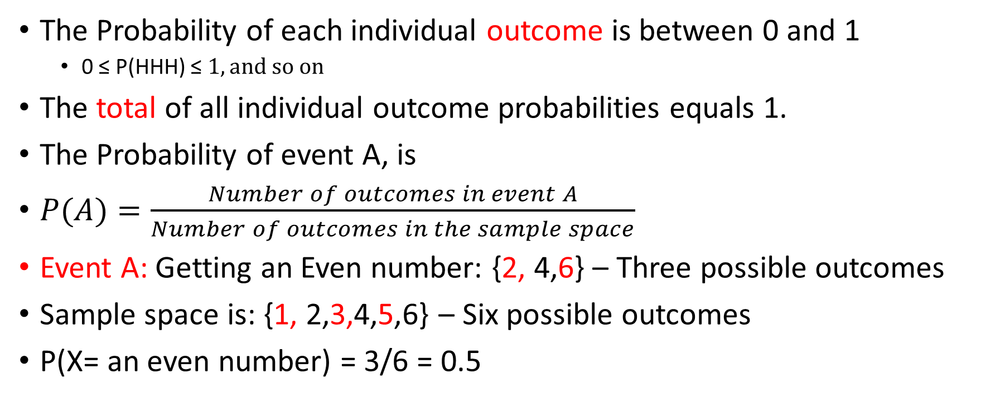 • The Probability of each individual outcome is between 0 and 1
• 0 ≤ P(HHH) ≤ 1, and so on
• The total of all individual outcome probabilities equals 1.
• The Probability of event A, is
• P(A) = Number of outcomes in event A / Number of outcomes in the sample space
• Event A: Getting an Even number: {2, 4,6} – Three possible outcomes
• Sample space is: {1, 2,3,4,5,6} – Six possible outcomes
• P(X= an even number) = 3/6 = 0.5